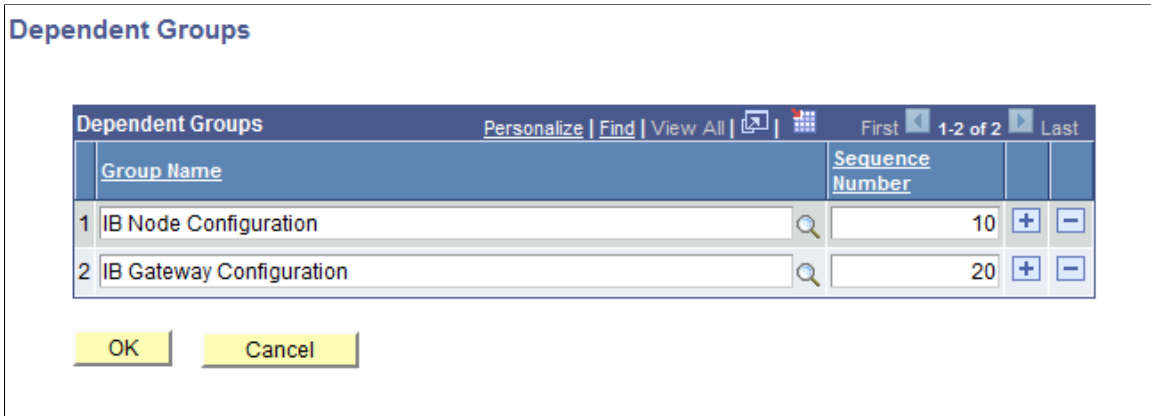 Dependent Groups
Dependent Groups Personalize | Find | View All | | First 1-2 of 2 Last
Group Name Sequence Number
1 IB Node Configuration 10
2 IB Gateway Configuration 20
OK Cancel